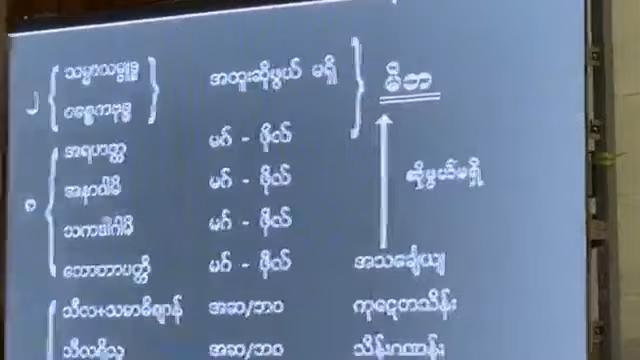 ၂ သမ္မာသမ္ဗုဒ္ဓ အထူးဆိုဖွယ် မရှိ မိဘ
ပစ္စေကဗုဒ္ဓ
အရဟတ္တ မဂ် - ဖိုလ်
၈ အနာဂါမိ မဂ် - ဖိုလ် ဆိုဖွယ်မရှိ
သကဒါဂါမိ မဂ် - ဖိုလ်
သောတာပတ္တိ မဂ် - ဖိုလ် အသင်္ချေယျ
သီလ+သမာဓိဈာန် အဆ/ဘဝ ကုဋေတသိန်း
သီလရှိသူ အဆ/ဘဝ သိန်းဂဏန်း